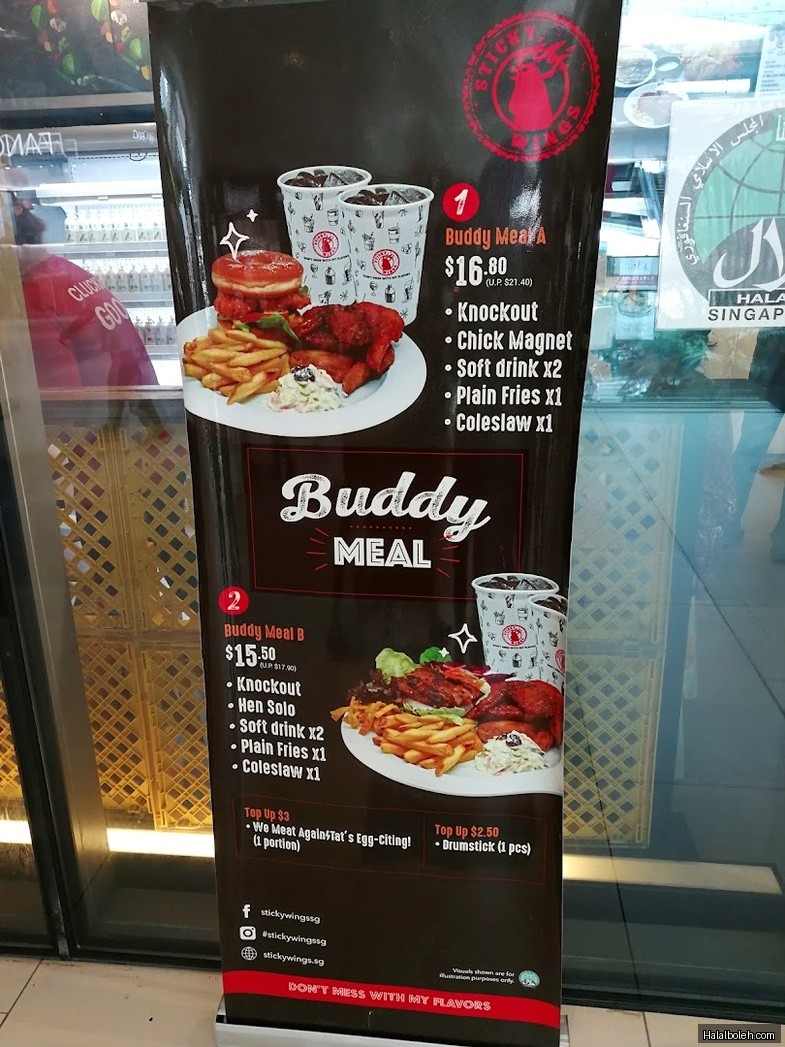 STICKY WINGS
1
Buddy Meal A
$16.80
(U.P. $21.40)
• Knockout
• Chick Magnet
• Soft drink x2
• Plain Fries x1
• Coleslaw x1
CLUCK
GOO
HALA
SINGAP
Buddy
MEAL
2
Buddy Meal B
$15.50
(U.P. $17.90)
• Knockout
• Hen Solo
• Soft drink x2
• Plain Fries x1
• Coleslaw x1
Top Up $3
• We Meat Again/Tat's Egg-Citing!
(1 portion)
Top Up $2.50
• Drumstick (1 pcs)
stickywingssg
#stickywingssg
stickywings.sg
Visuals shown are for
illustration purposes only.
DON'T MESS WITH MY FLAVORS
Halalboleh.com